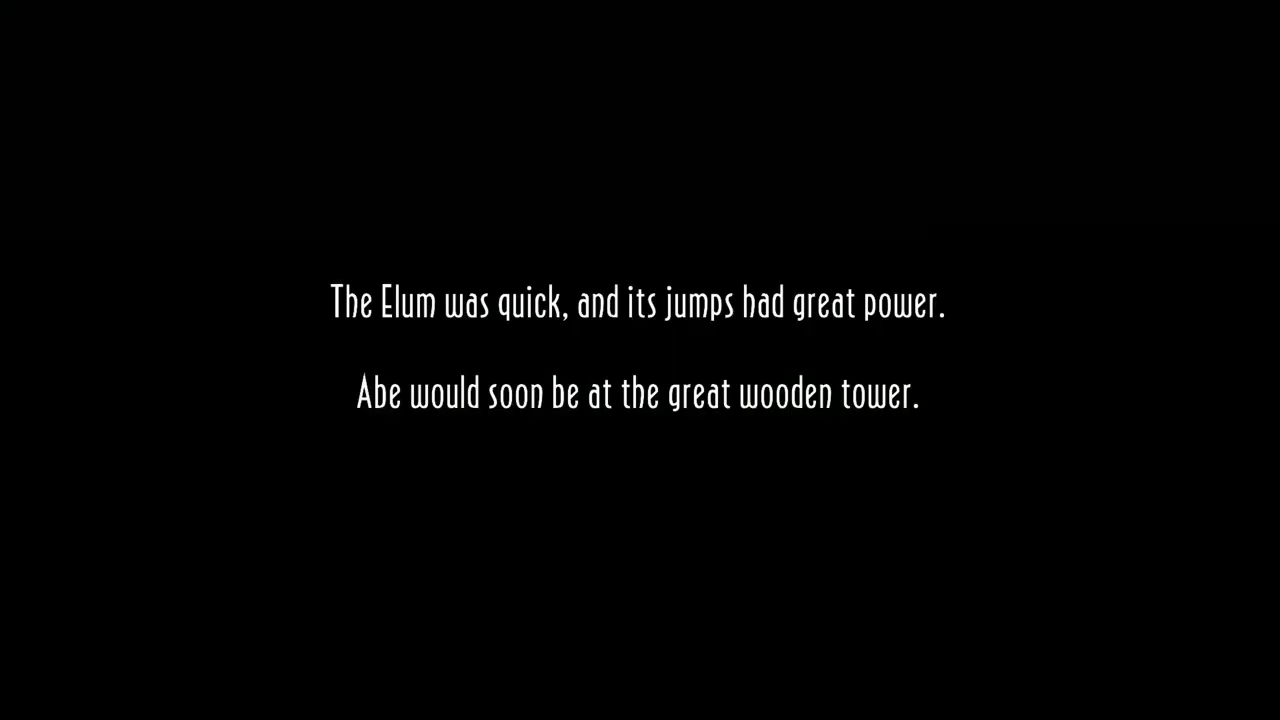 The Elum was quick, and its jumps had great power.
Abe would soon be at the great wooden tower.